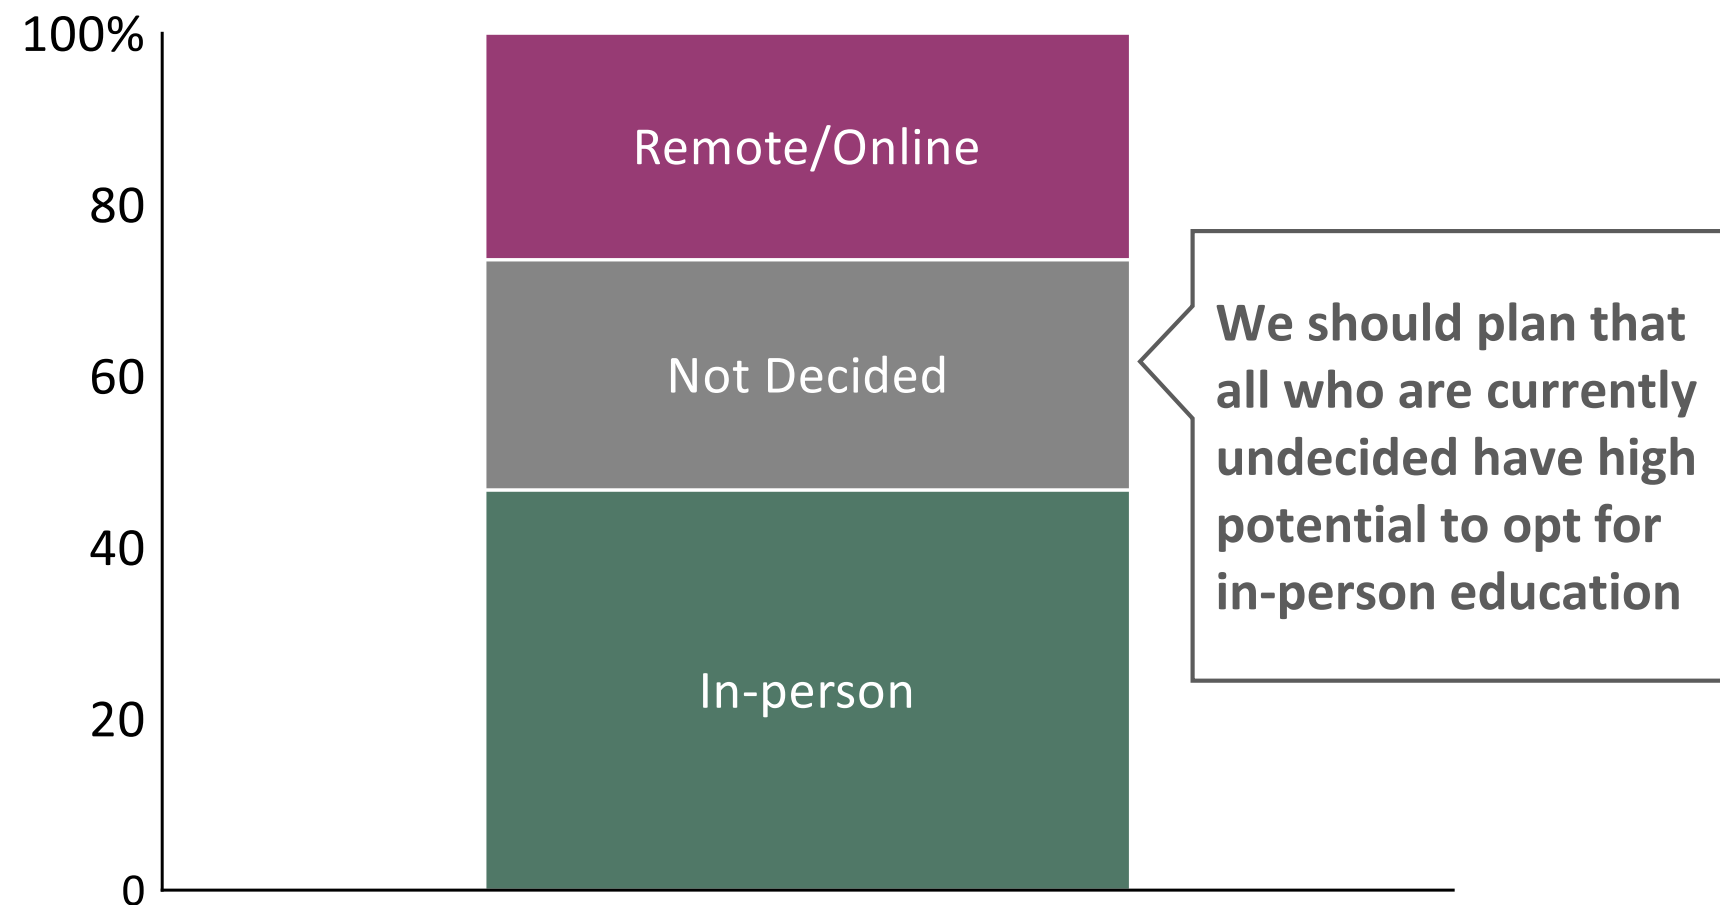 100%
Remote/Online
80
We should plan that
all who are currently
undecided have high
potential to opt for
in-person education
60
Not Decided
40
In-person
20
0